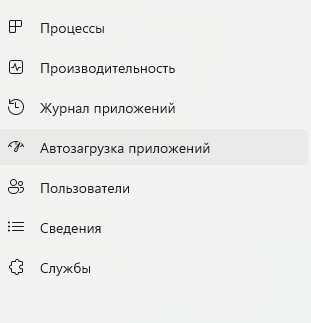 Процессы
Производительность
Журнал приложений
Автозагрузка приложений
Пользователи
Сведения
Службы